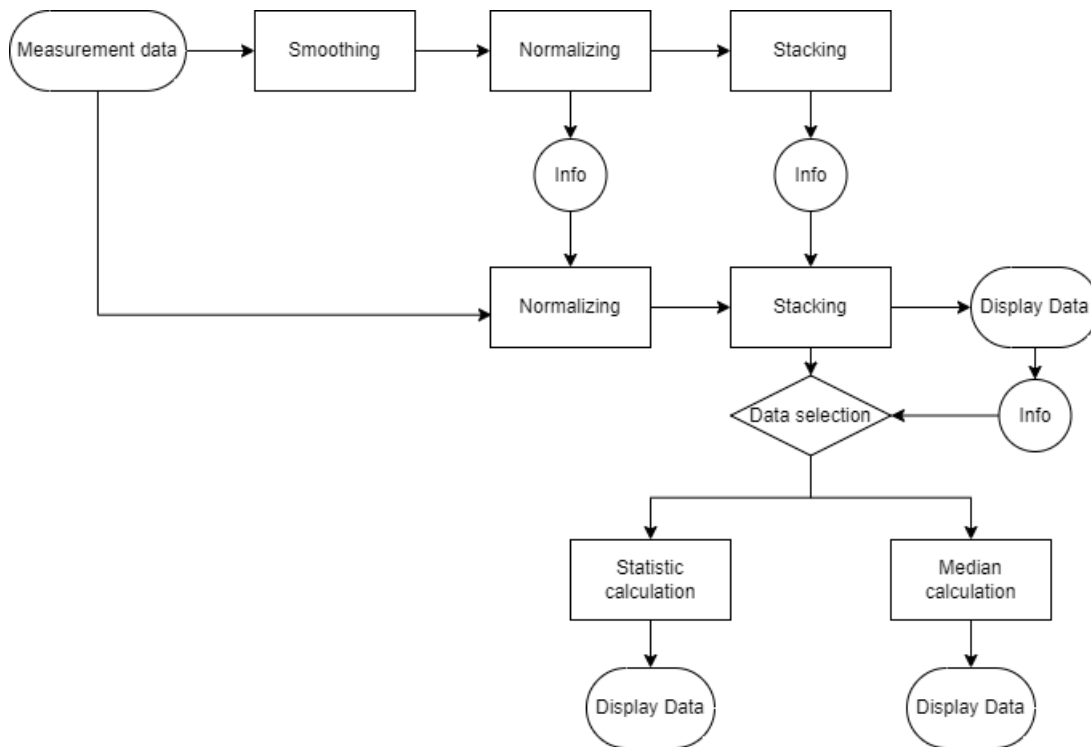 Measurement data
Smoothing
Normalizing
Stacking
Info
Info
Normalizing
Stacking
Display Data
Data selection
Info
Statistic
calculation
Median
calculation
Display Data
Display Data